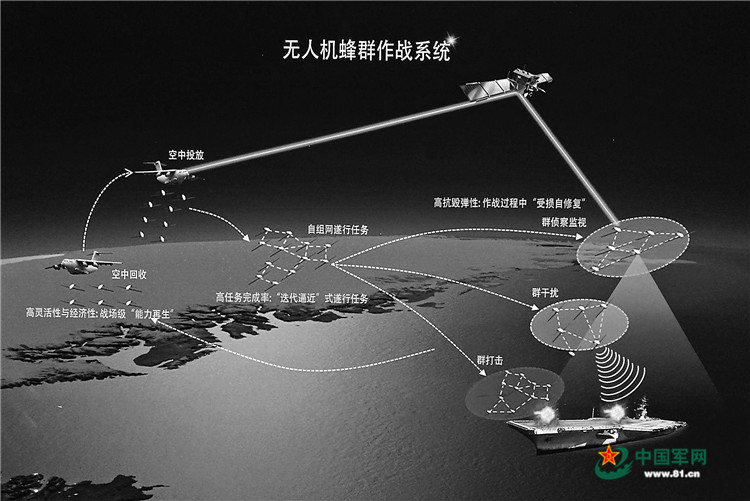 无人机蜂群作战系统
空中投放
高抗毁弹性: 作战过程中“受损自修复”
群侦察监视
自组网遂行任务
空中回收
高任务完成率: “迭代逼近”式遂行任务
群干扰
高灵活性与经济性: 战场级“能力再生”
群打击
中国军网
www.81.cn